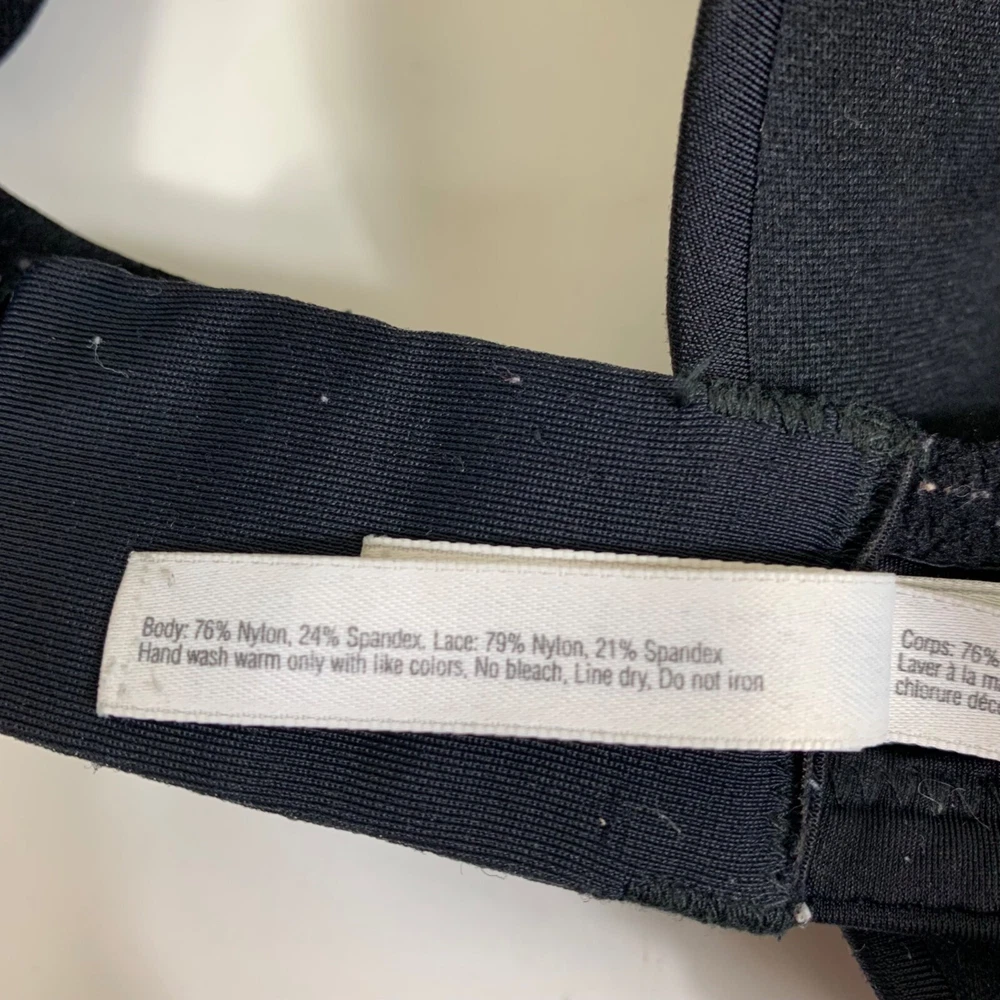 Body: 76% Nylon, 24% Spandex. Lace: 79% Nylon, 21% Spandex
Hand wash warm only with like colors, No bleach, Line dry, Do not iron
Corps: 76%
Laver à la
chlorure